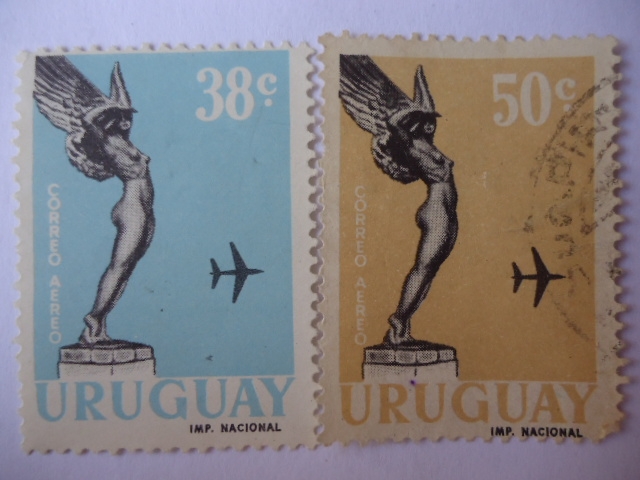 38c.
CORREO AEREO
URUGUAY
IMP. NACIONAL
50c.
CORREO AEREO
URUGUAY
IMP. NACIONAL